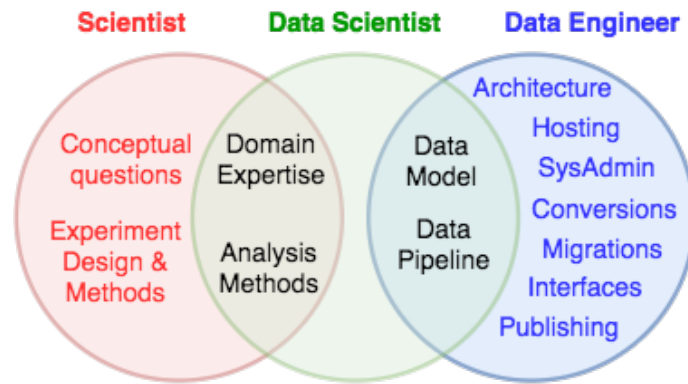 Scientist
Data Scientist
Data Engineer
Conceptual
questions
Experiment
Design &
Methods
Domain
Expertise
Analysis
Methods
Data
Model
Data
Pipeline
Architecture
Hosting
SysAdmin
Conversions
Migrations
Interfaces
Publishing